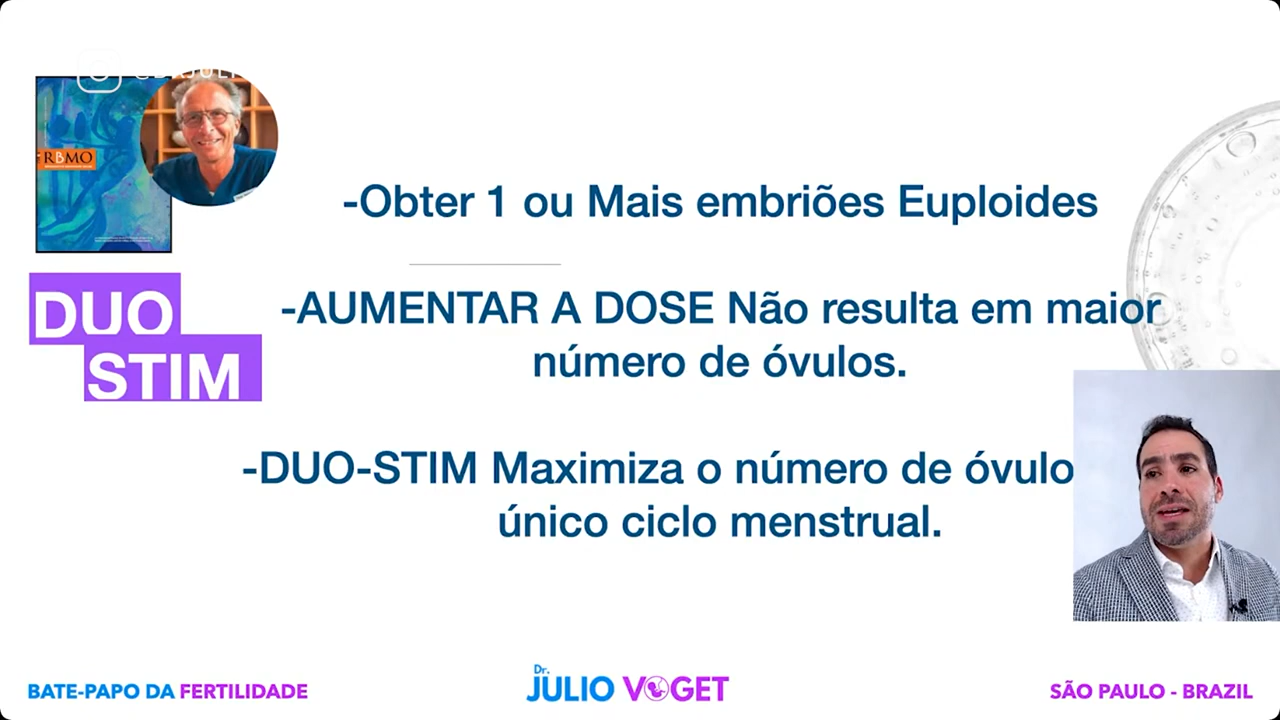 RBMO
-Obter 1 ou Mais embriões Euploides
DUO
STIM
-AUMENTAR A DOSE Não resulta em maior
número de óvulos.
-DUO-STIM Maximiza o número de óvulo
único ciclo menstrual.
BATE-PAPO DA FERTILIDADE
Dr.
JULIO VOGET
SÃO PAULO - BRAZIL